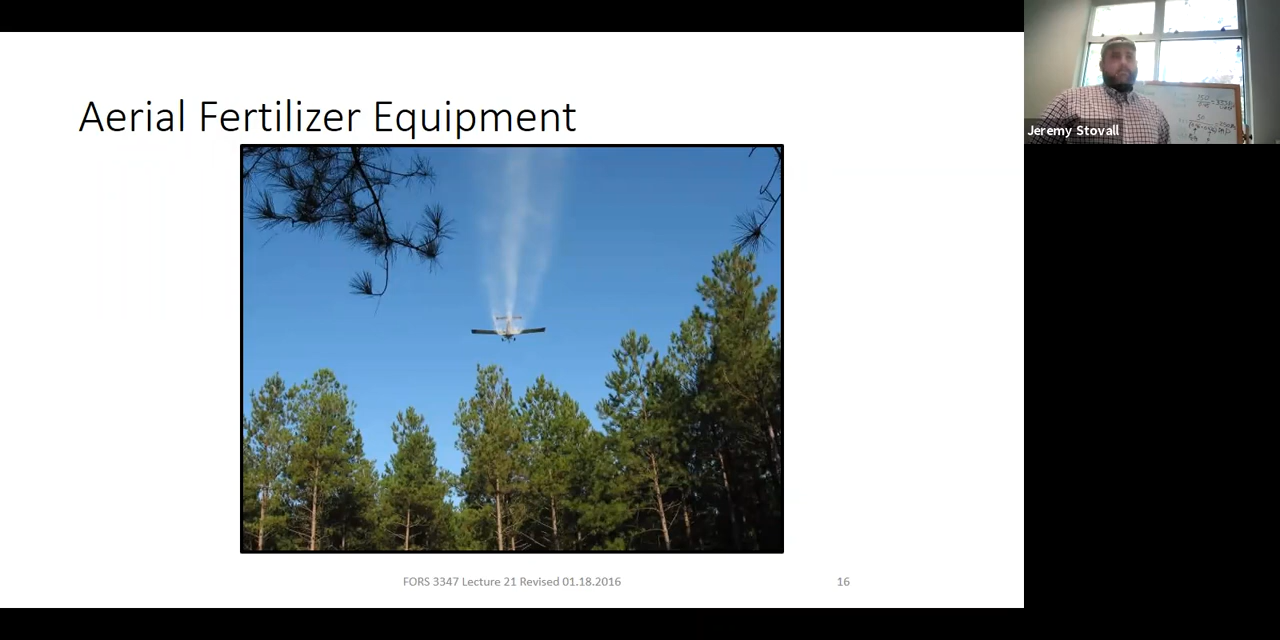 Aerial Fertilizer Equipment
Jeremy Stovall
FORS 3347 Lecture 21 Revised 01.18.2016
16